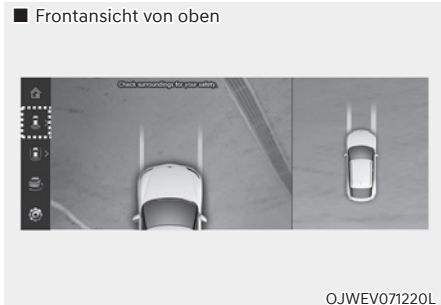 ■ Frontansicht von oben
Check surroundings for your safety.
OJWEV071220L